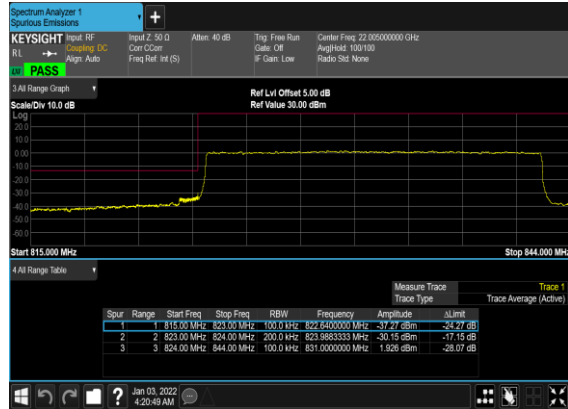 Spectrum Analyzer 1
Spurious Emissions
KEYSIGHT Input: RF Input Z: 50 Ω Atten: 40 dB Trig: Free Run Center Freq: 22.005000000 GHz
RL Coupling: DC Corr CCorr Gate: Off Avg|Hold: 100/100
Align: Auto Freq Ref: Int (S) IF Gain: Low Radio Std: None
PASS
3 All Range Graph
Ref Lvl Offset 5.00 dB
Scale/Div 10.0 dB Ref Value 30.00 dBm
Log
20.0
10.0
0.00
-10.0
-20.0
-30.0
-40.0
-50.0
-60.0
Start 815.000 MHz Stop 844.000 MHz
4 All Range Table
Measure Trace Trace 1
Trace Type Trace Average (Active)
Spur Range Start Freq Stop Freq RBW Frequency Amplitude ΔLimit
1 1 815.00 MHz 823.00 MHz 100.0 kHz 822.6400000 MHz -37.27 dBm -24.27 dB
2 2 823.00 MHz 824.00 MHz 200.0 kHz 823.9883333 MHz -30.15 dBm -17.15 dB
3 3 824.00 MHz 844.00 MHz 100.0 kHz 831.0000000 MHz 1.926 dBm -28.07 dB
? Jan 03, 2022
4:20:49 AM